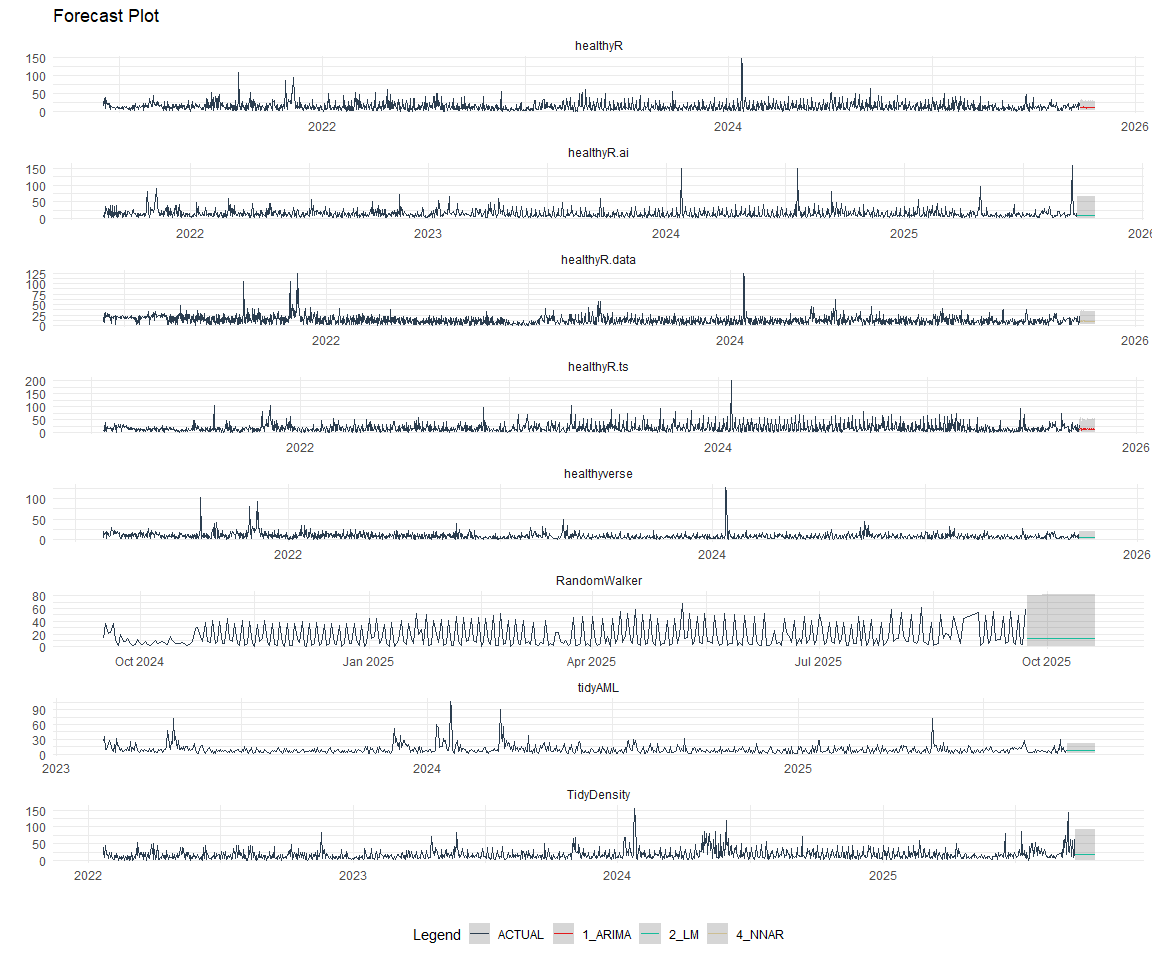 Forecast Plot
healthyR
150
100
50
0
2022 2024 2026
healthyR.ai
150
100
50
0
2022 2023 2024 2025 2026
healthyR.data
125
100
75
50
25
0
2022 2024 2026
healthyR.ts
200
150
100
50
0
2022 2024 2026
healthyverse
100
50
0
2022 2024 2026
RandomWalker
80
60
40
20
0
Oct 2024 Jan 2025 Apr 2025 Jul 2025 Oct 2025
tidyAML
90
60
30
0
2023 2024 2025
TidyDensity
150
100
50
0
2022 2023 2024 2025
Legend ACTUAL 1_ARIMA 2_LM 4_NNAR